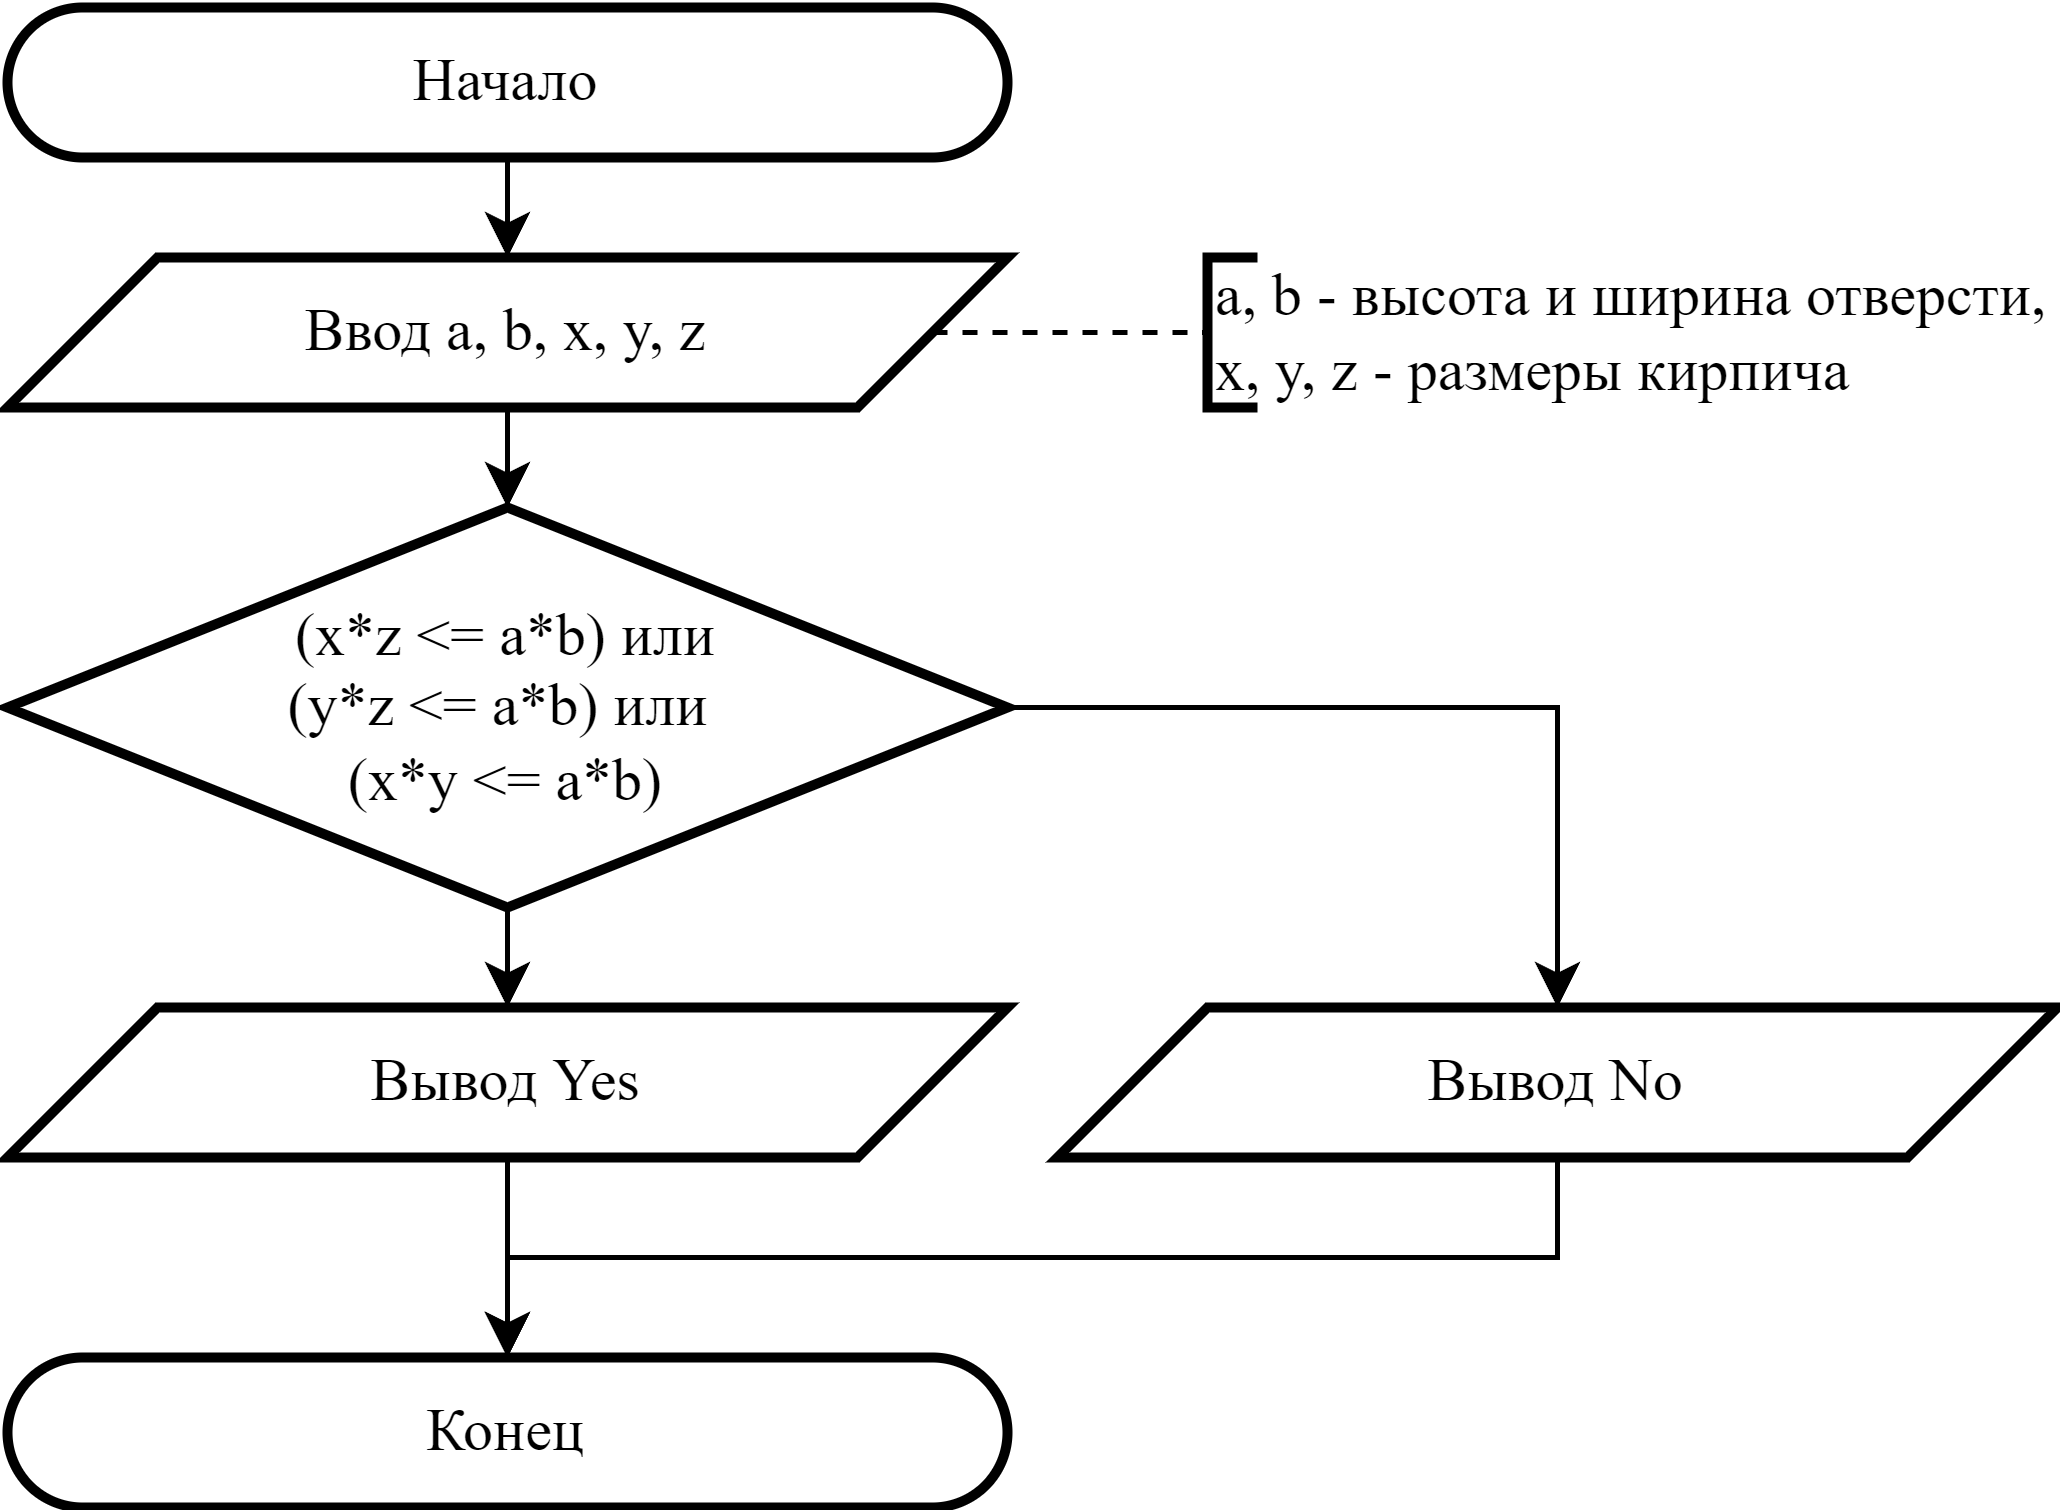 Начало
Ввод a, b, x, y, z
a, b - высота и ширина отверсти,
x, y, z - размеры кирпича
(x*z <= a*b) или
(y*z <= a*b) или
(x*y <= a*b)
Вывод Yes
Вывод No
Конец